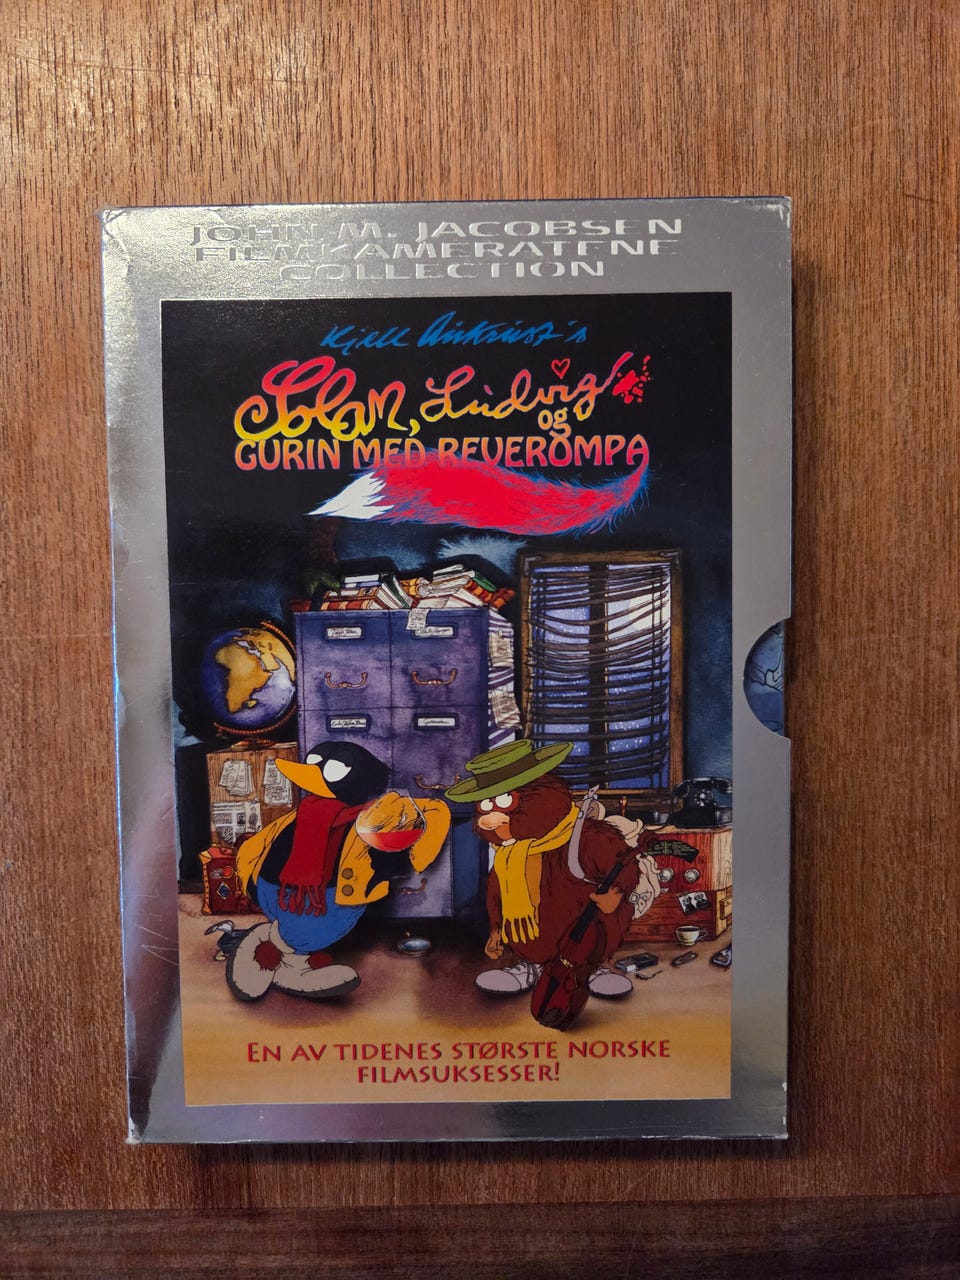 JOHN M. JACOBSEN
FILMKAMERATENE
COLLECTION
Kjell Aukrust's
Solan, Ludvig
og
GURIN MED REVEROMPA
EN AV TIDENES STØRSTE NORSKE
FILMSUKSESSER!